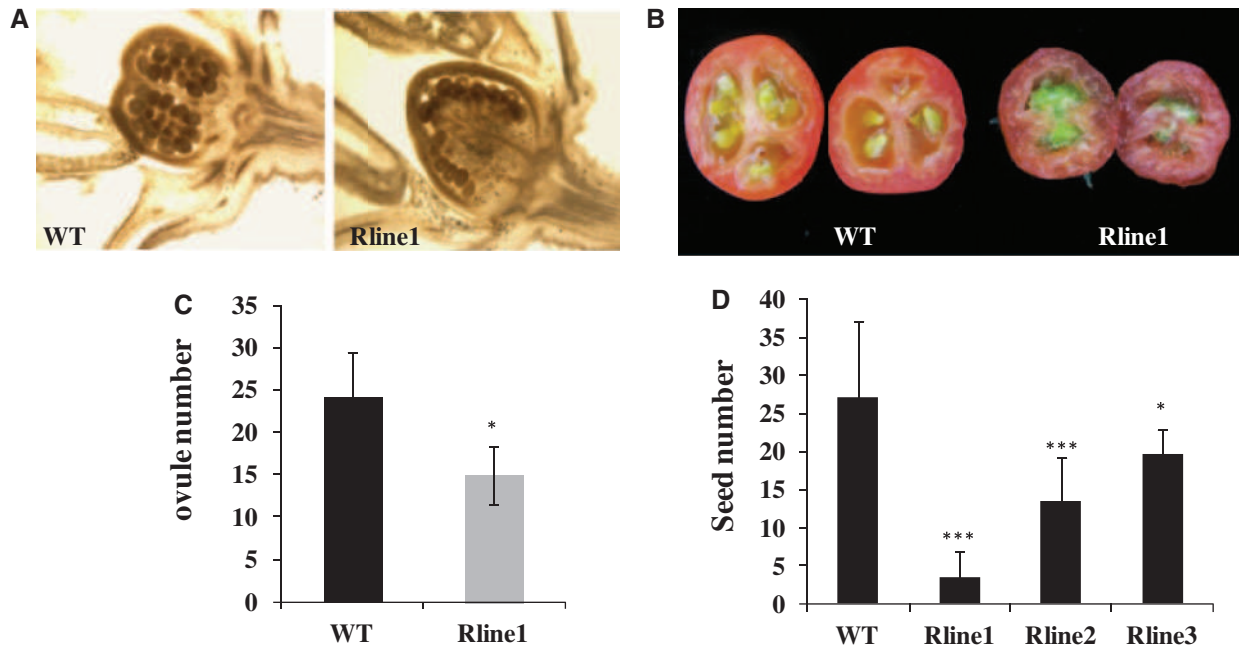 A
WT
Rline1
B
WT
Rline1
C
ovule number
35
30
25
20
15
10
5
0
*
WT
Rline1
D
Seed number
40
35
30
25
20
15
10
5
0
***
***
*
WT
Rline1
Rline2
Rline3